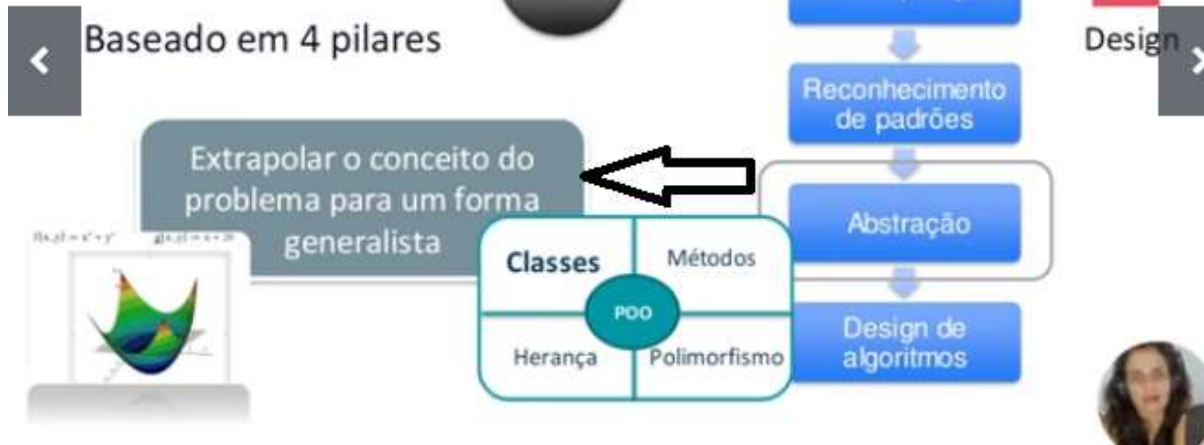 Baseado em 4 pilares
Design
Reconhecimento
de padrões
Extrapolar o conceito do
problema para um forma
generalista
Abstração
Classes
Métodos
POO
Herança
Polimorfismo
Design de
algoritmos